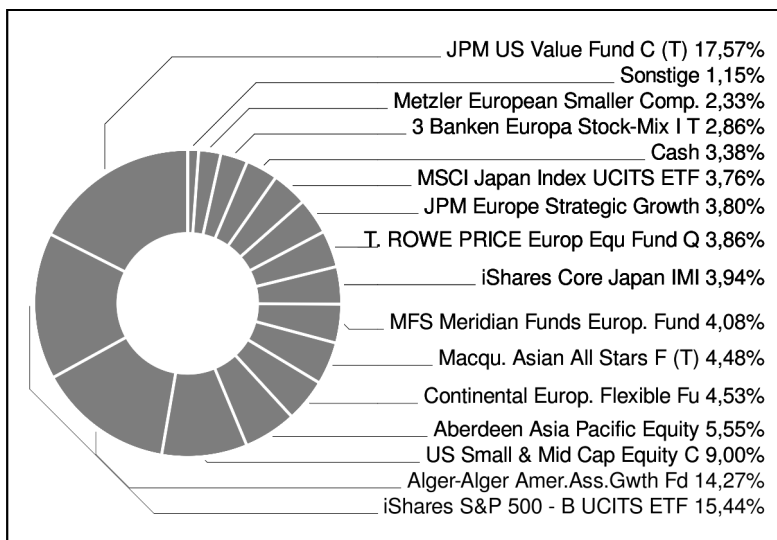 JPM US Value Fund C (T) 17,57%
Sonstige 1,15%
Metzler European Smaller Comp. 2,33%
3 Banken Europa Stock-Mix I T 2,86%
Cash 3,38%
MSCI Japan Index UCITS ETF 3,76%
JPM Europe Strategic Growth 3,80%
T. ROWE PRICE Europ Equ Fund Q 3,86%
iShares Core Japan IMI 3,94%
MFS Meridian Funds Europ. Fund 4,08%
Macqu. Asian All Stars F (T) 4,48%
Continental Europ. Flexible Fu 4,53%
Aberdeen Asia Pacific Equity 5,55%
US Small & Mid Cap Equity C 9,00%
Alger-Alger Amer.Ass.Gwth Fd 14,27%
iShares S&P 500 - B UCITS ETF 15,44%